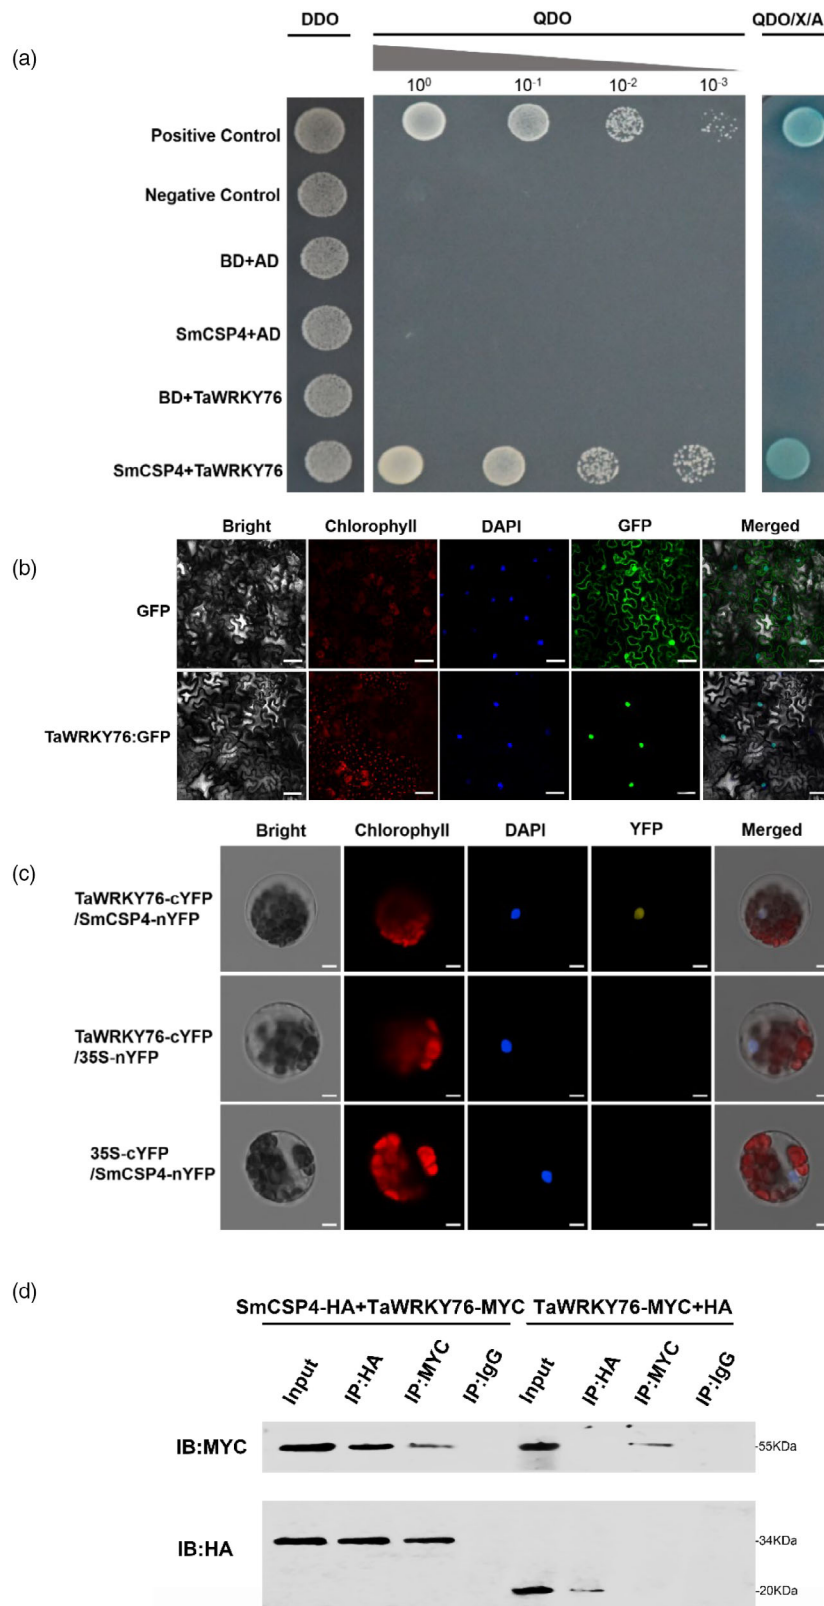 (a)
DDO QDO QDO/X/A
10⁰ 10⁻¹ 10⁻² 10⁻³
Positive Control
Negative Control
BD+AD
SmCSP4+AD
BD+TaWRKY76
SmCSP4+TaWRKY76
(b)
Bright Chlorophyll DAPI GFP Merged
GFP
TaWRKY76:GFP
(c)
Bright Chlorophyll DAPI YFP Merged
TaWRKY76-cYFP
/SmCSP4-nYFP
TaWRKY76-cYFP
/35S-nYFP
35S-cYFP
/SmCSP4-nYFP
(d)
SmCSP4-HA+TaWRKY76-MYC TaWRKY76-MYC+HA
Input IP:HA IP:MYC IP:IgG Input IP:HA IP:MYC IP:IgG
IB:MYC -55KDa
IB:HA -34KDa
-20KDa